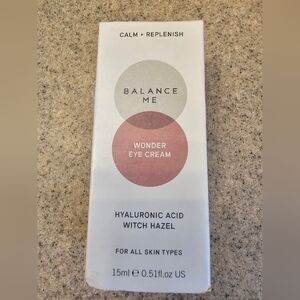 CALM • REPLENISH
BALANCE
ME
WONDER
EYE CREAM
HYALURONIC ACID
WITCH HAZEL
FOR ALL SKIN TYPES
15ml ℮ 0.51fl.oz US